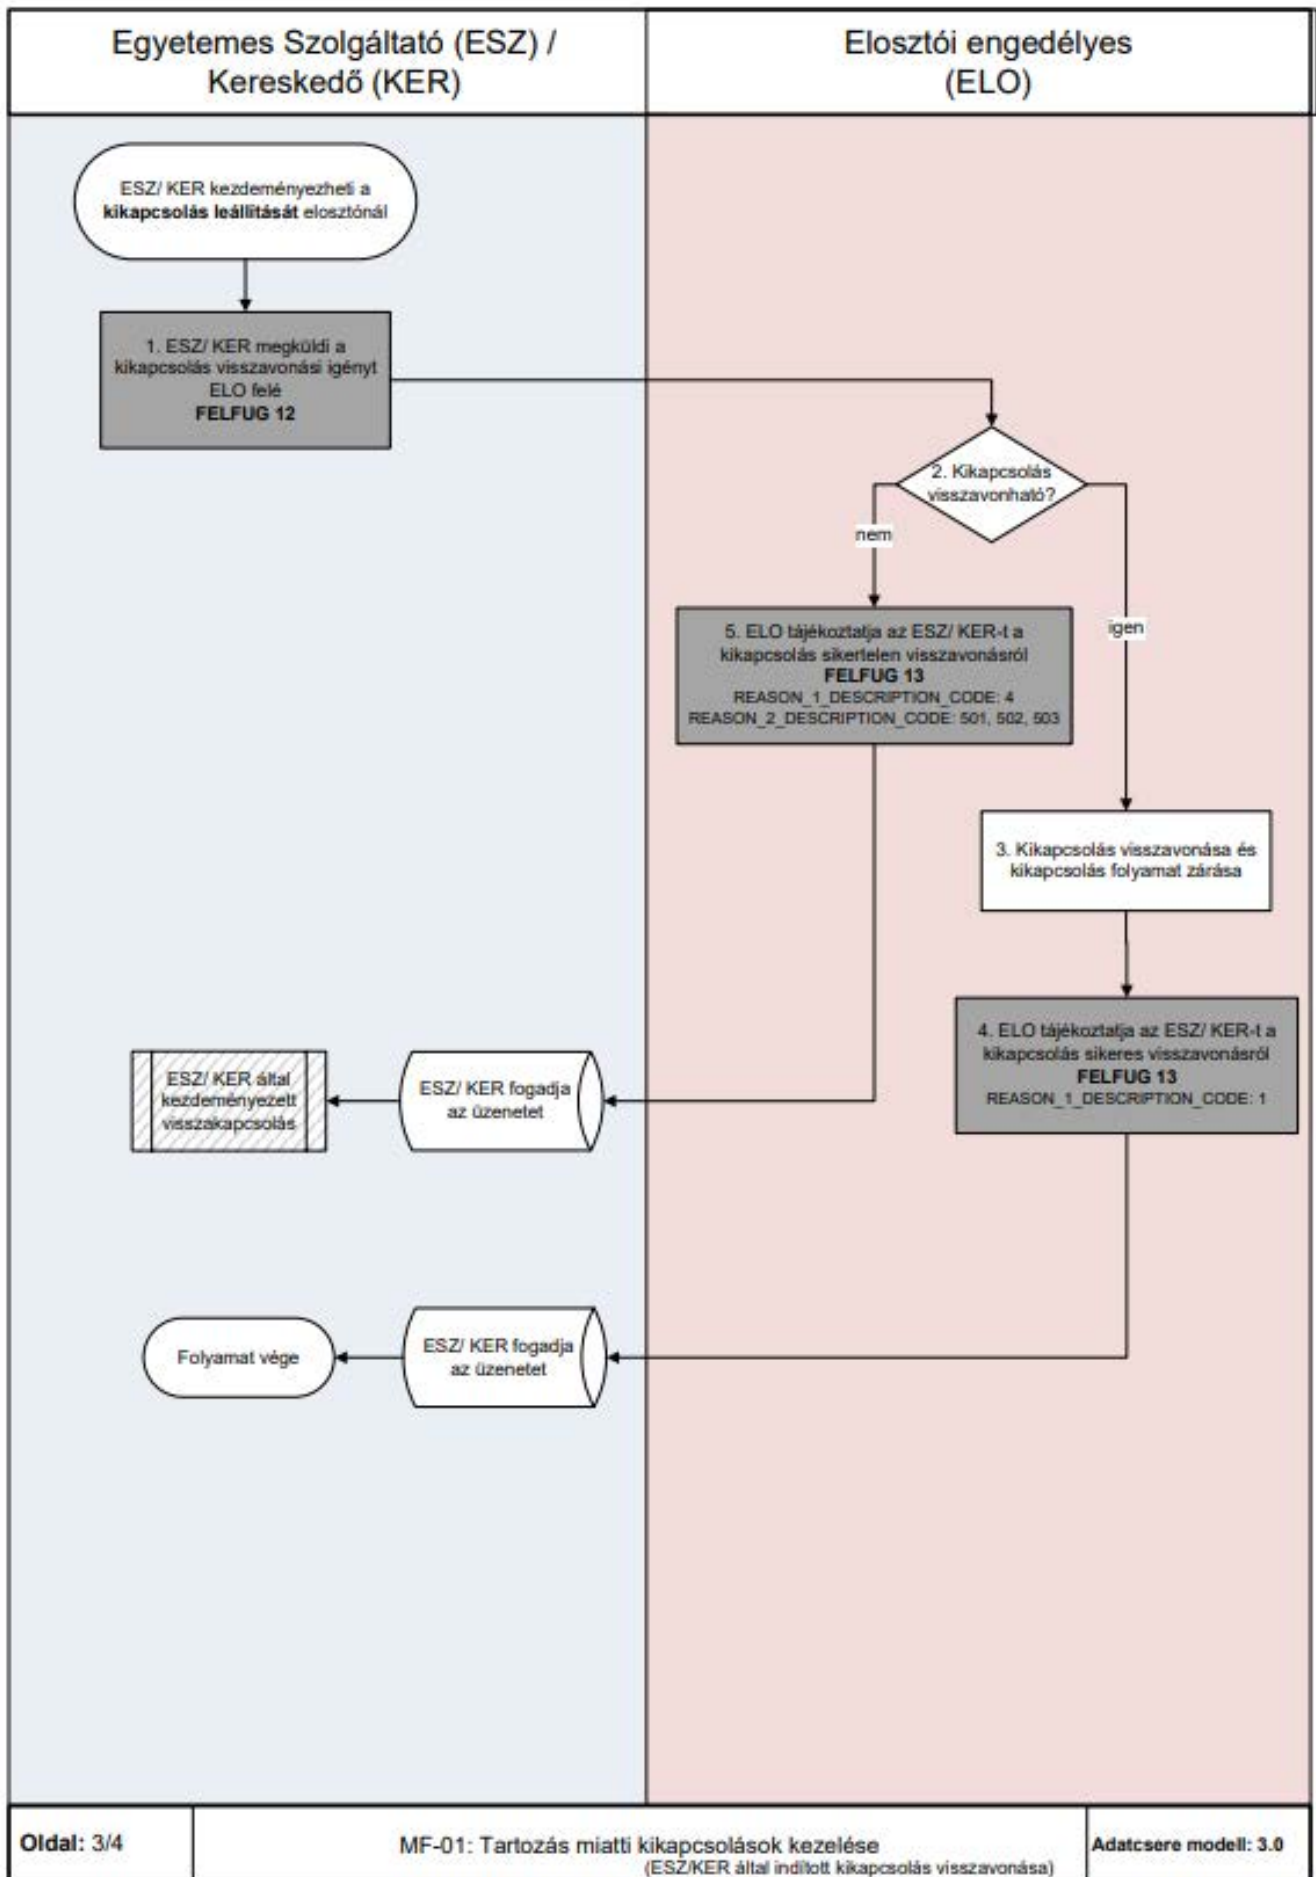 Egyetemes Szolgáltató (ESZ) /
Kereskedő (KER)
Elosztói engedélyes
(ELO)
ESZ/ KER kezdeményezheti a
kikapcsolás leállítását elosztónál
1. ESZ/ KER megküldi a
kikapcsolás visszavonási igényt
ELO felé
FELFUG 12
2. Kikapcsolás
visszavonható?
nem
igen
5. ELO tájékoztatja az ESZ/ KER-t a
kikapcsolás sikertelen visszavonásról
FELFUG 13
REASON_1_DESCRIPTION_CODE: 4
REASON_2_DESCRIPTION_CODE: 501, 502, 503
3. Kikapcsolás visszavonása és
kikapcsolás folyamat zárása
4. ELO tájékoztatja az ESZ/ KER-t a
kikapcsolás sikeres visszavonásról
FELFUG 13
REASON_1_DESCRIPTION_CODE: 1
ESZ/ KER által
kezdeményezett
visszakapcsolás
ESZ/ KER fogadja
az üzenetet
Folyamat vége
ESZ/ KER fogadja
az üzenetet
Oldal: 3/4
MF-01: Tartozás miatti kikapcsolások kezelése
(ESZ/KER által indított kikapcsolás visszavonása)
Adatcsere modell: 3.0